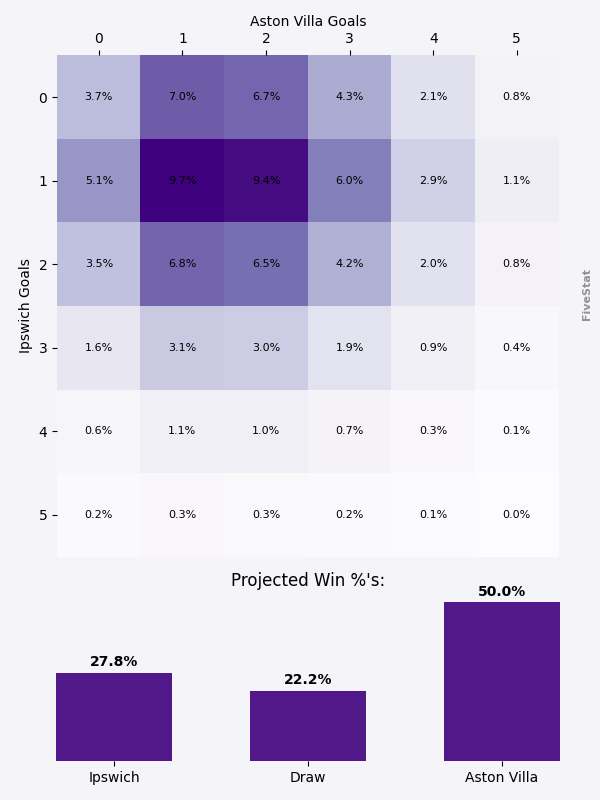 Aston Villa Goals
0 1 2 3 4 5
0 3.7% 7.0% 6.7% 4.3% 2.1% 0.8%
1 5.1% 9.7% 9.4% 6.0% 2.9% 1.1%
2 3.5% 6.8% 6.5% 4.2% 2.0% 0.8%
3 1.6% 3.1% 3.0% 1.9% 0.9% 0.4%
4 0.6% 1.1% 1.0% 0.7% 0.3% 0.1%
5 0.2% 0.3% 0.3% 0.2% 0.1% 0.0%
Ipswich Goals
FiveStat
Projected Win %'s:
27.8% 22.2% 50.0%
Ipswich Draw Aston Villa